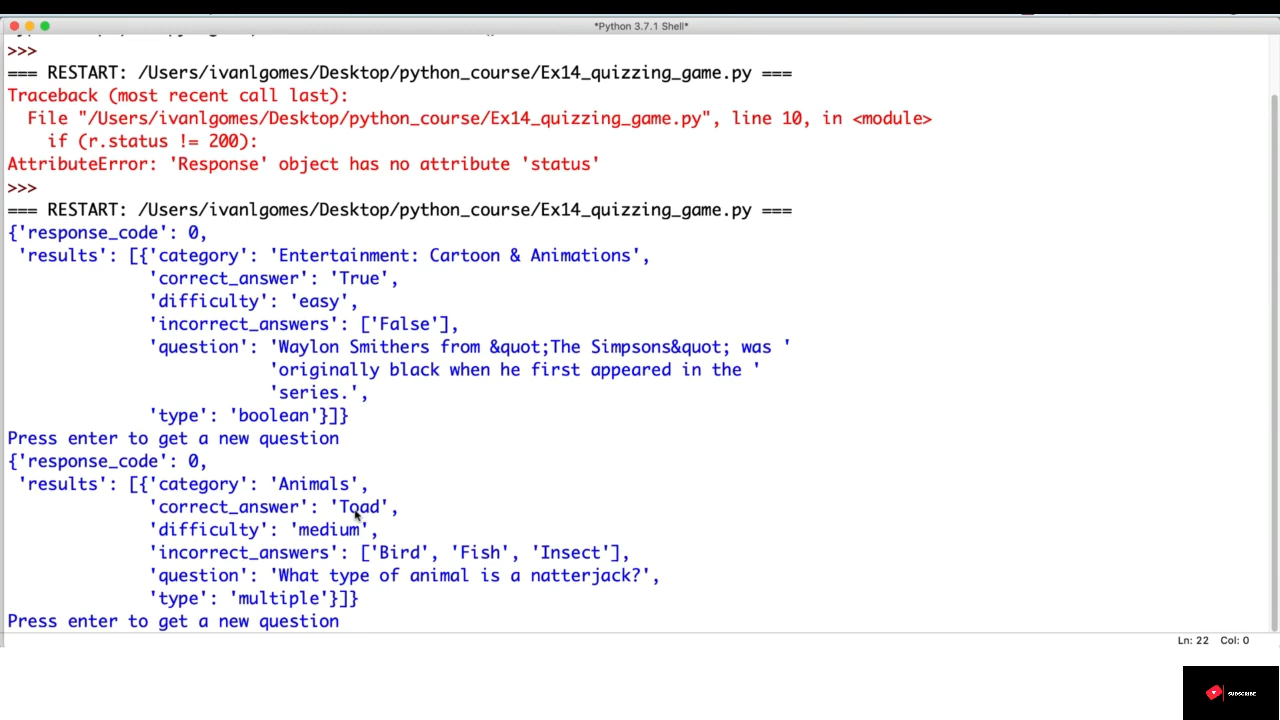 *Python 3.7.1 Shell*
>>>
=== RESTART: /Users/ivanlgomes/Desktop/python_course/Ex14_quizzing_game.py ===
Traceback (most recent call last):
  File "/Users/ivanlgomes/Desktop/python_course/Ex14_quizzing_game.py", line 10, in <module>
    if (r.status != 200):
AttributeError: 'Response' object has no attribute 'status'
>>>
=== RESTART: /Users/ivanlgomes/Desktop/python_course/Ex14_quizzing_game.py ===
{'response_code': 0,
 'results': [{'category': 'Entertainment: Cartoon & Animations',
              'correct_answer': 'True',
              'difficulty': 'easy',
              'incorrect_answers': ['False'],
              'question': 'Waylon Smithers from &quot;The Simpsons&quot; was '
                          'originally black when he first appeared in the '
                          'series.',
              'type': 'boolean'}]}
Press enter to get a new question
{'response_code': 0,
 'results': [{'category': 'Animals',
              'correct_answer': 'Toad',
              'difficulty': 'medium',
              'incorrect_answers': ['Bird', 'Fish', 'Insect'],
              'question': 'What type of animal is a natterjack?',
              'type': 'multiple'}]}
Press enter to get a new question
Ln: 22 Col: 0
SUBSCRIBE